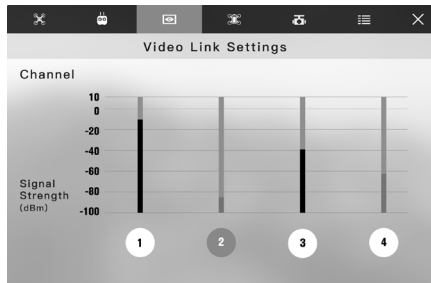 Video Link Settings
Channel
10
0
-20
-40
-60
-80
-100
Signal
Strength
(dBm)
1 2 3 4